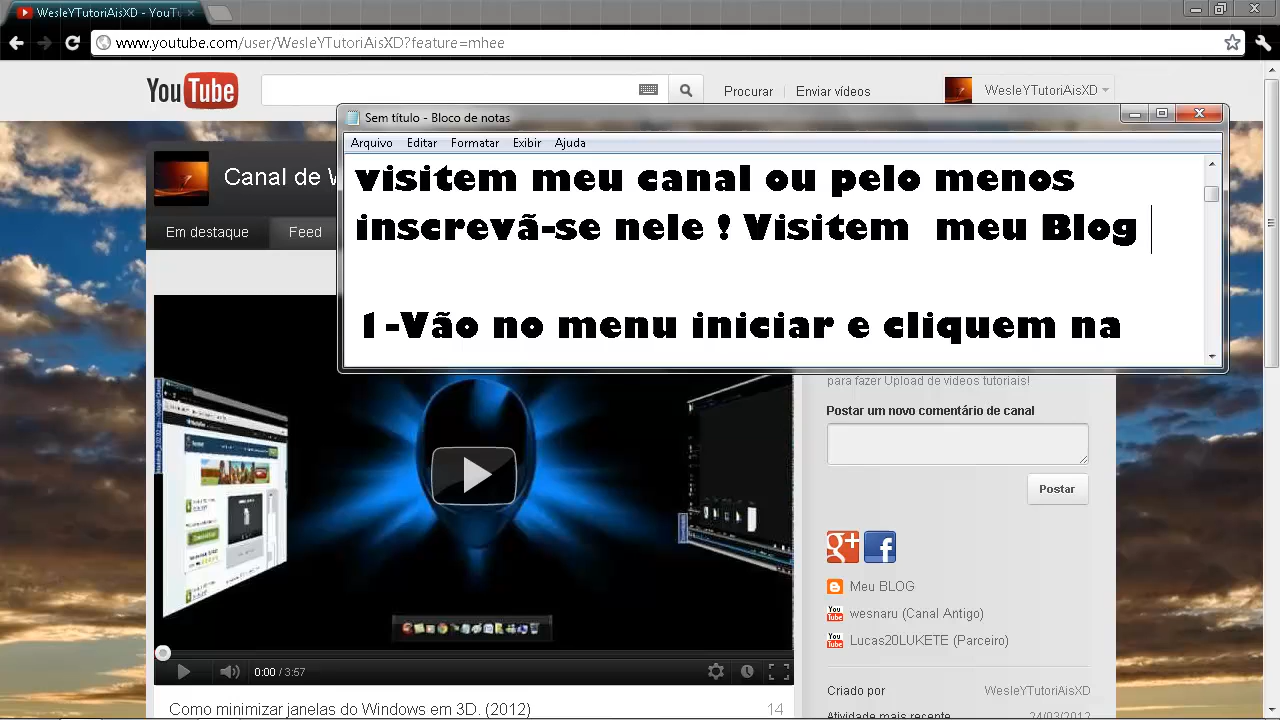 WesleYTutoriAisXD - YouTu
www.youtube.com/user/WesleYTutoriAisXD?feature=mhee
YouTube
Procurar
Enviar vídeos
WesleYTutoriAisXD
Sem título - Bloco de notas
Arquivo Editar Formatar Exibir Ajuda
visitem meu canal ou pelo menos
inscrevã-se nele ! Visitem meu Blog
1-Vão no menu iniciar e cliquem na
Canal de W
Em destaque
Feed
para fazer Upload de vídeos tutoriais!
Postar um novo comentário de canal
Postar
Meu BLOG
wesnaru (Canal Antigo)
Lucas20LUKETE (Parceiro)
Criado por WesleYTutoriAisXD
Atividade mais recente 24/03/2012
0:00 / 3:57
Como minimizar janelas do Windows em 3D. (2012)
14